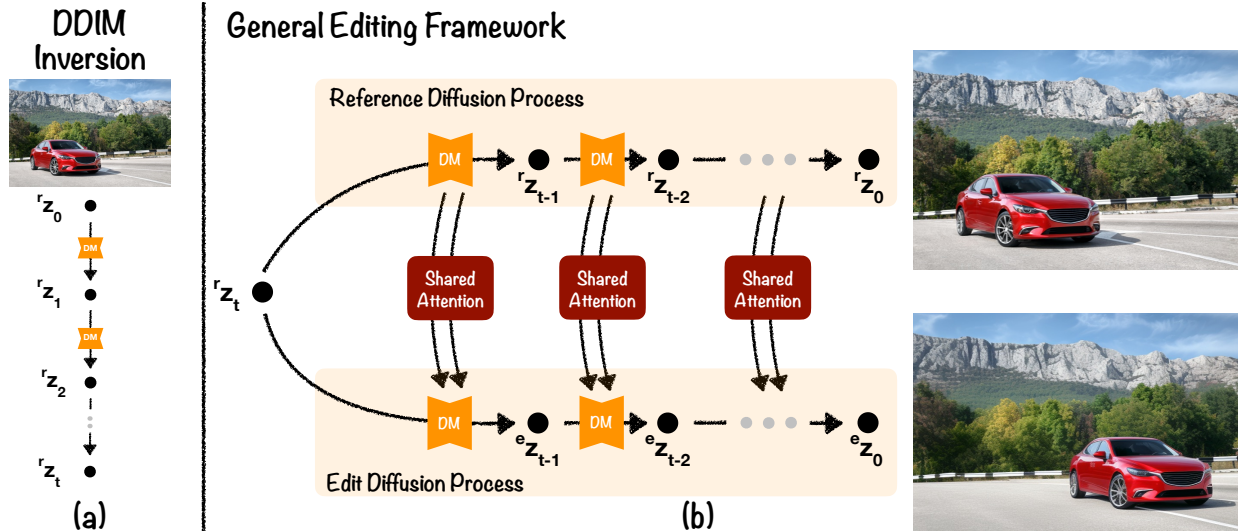 DDIM
Inversion
ʳz₀
DM
ʳz₁
DM
ʳz₂
ʳzₜ
(a)
General Editing Framework
Reference Diffusion Process
DM
DM
ʳzₜ₋₁
ʳzₜ₋₂
ʳz₀
ʳzₜ
Shared
Attention
Shared
Attention
Shared
Attention
DM
DM
ᵉzₜ₋₁
ᵉzₜ₋₂
ᵉz₀
Edit Diffusion Process
(b)